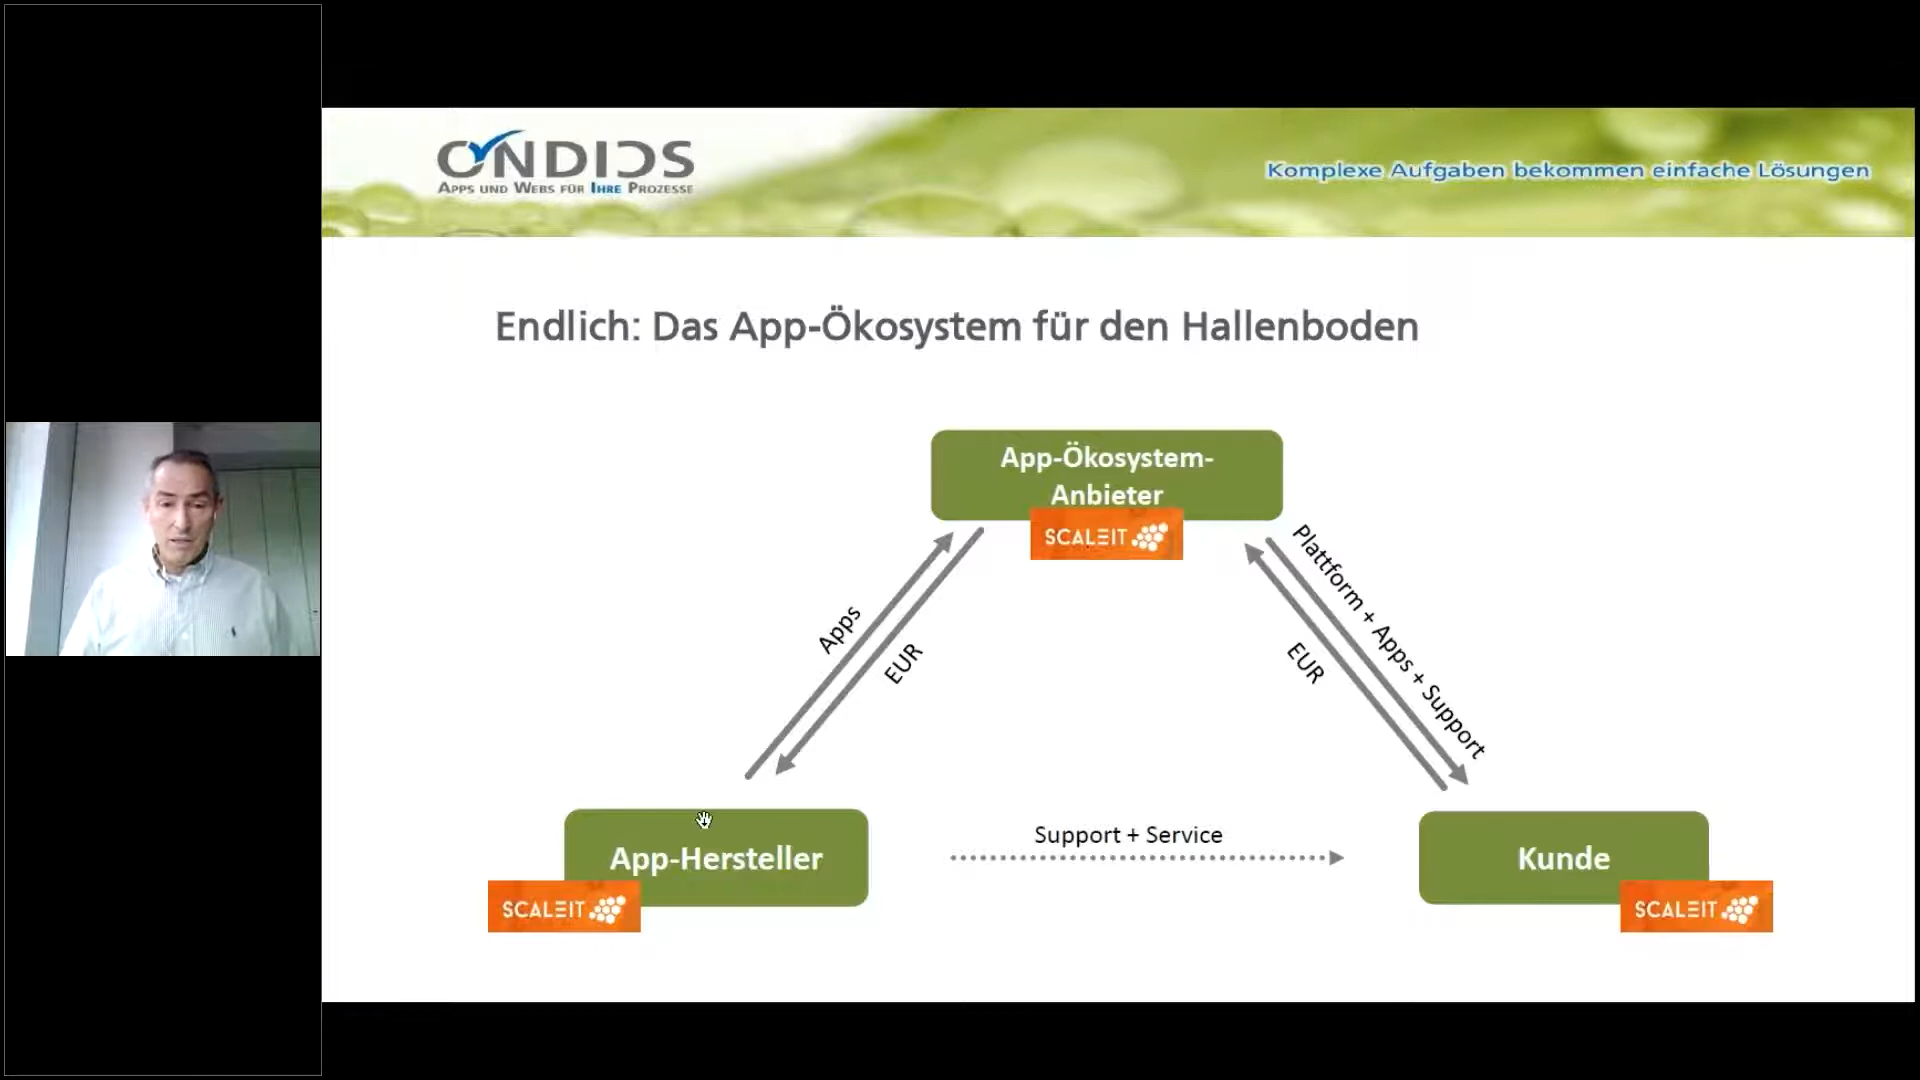 ONDICS
APPS UND WEBS FÜR IHRE PROZESSE
Komplexe Aufgaben bekommen einfache Lösungen
Endlich: Das App-Ökosystem für den Hallenboden
App-Ökosystem-
Anbieter
SCALEIT
Apps
EUR
EUR
Plattform + Apps + Support
Support + Service
App-Hersteller
SCALEIT
Kunde
SCALEIT